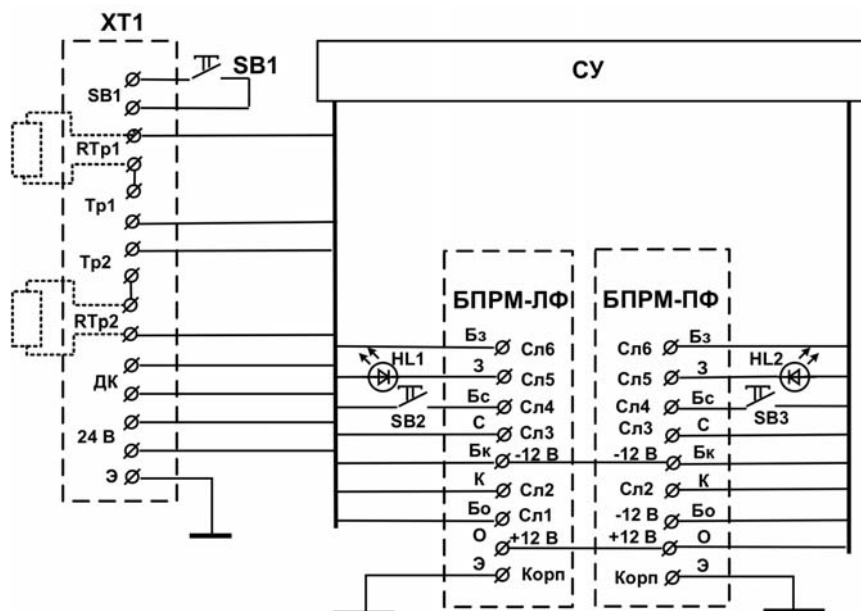 XT1
SB1
SB1
RTp1
Тр1
Тр2
RTp2
ДК
24 В
Э
СУ
БПРМ-ЛФ
Бз Сл6
HL1 З Сл5
SB2 Бс Сл4
С Сл3
Бк -12 В
К Сл2
Бо Сл1
О +12 В
Э Корп
БПРМ-ПФ
Сл6 Бз
Сл5 З HL2
Сл4 Бс SB3
Сл3 С
-12 В Бк
Сл2 К
-12 В Бо
+12 В О
Корп Э